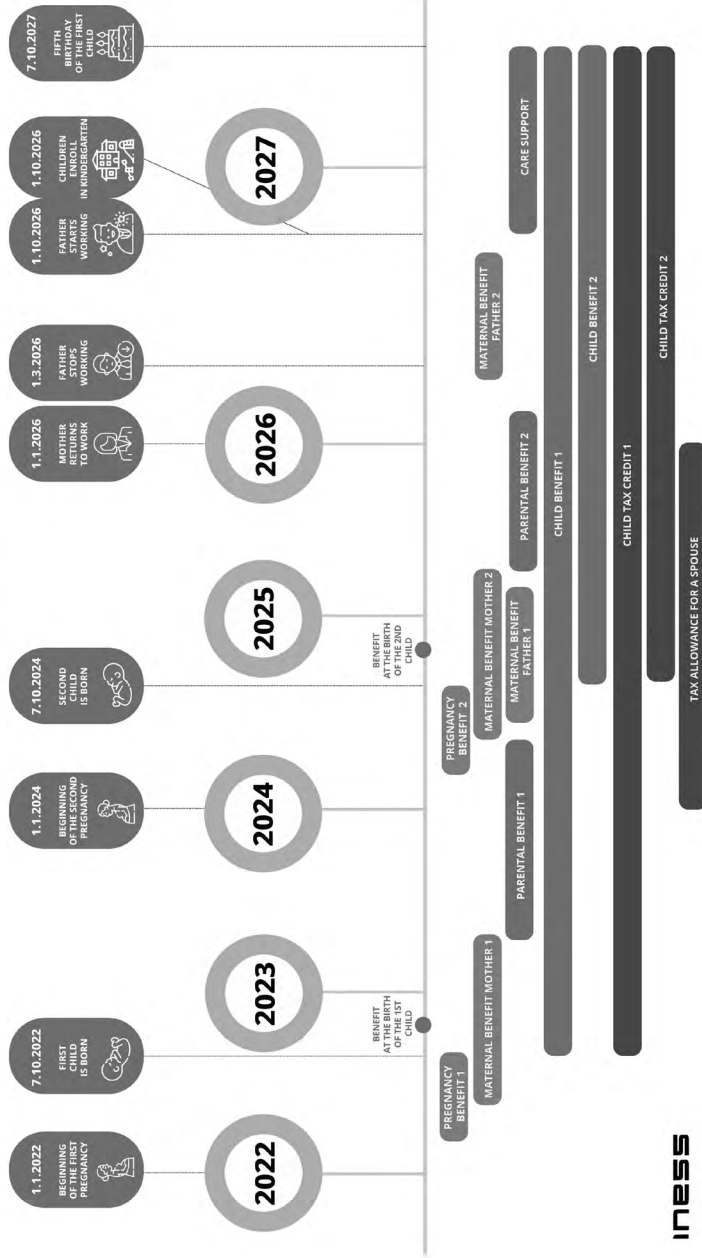 1.1.2022
BEGINNING
OF THE FIRST
PREGNANCY
7.10.2022
FIRST
CHILD
IS BORN
1.1.2024
BEGINNING
OF THE SECOND
PREGNANCY
7.10.2024
SECOND
CHILD
IS BORN
1.1.2026
MOTHER
RETURNS
TO WORK
1.3.2026
FATHER
STOPS
WORKING
1.10.2026
FATHER
STARTS
WORKING
1.10.2026
CHILDREN
ENROLL
IN KINDERGARTEN
7.10.2027
FIFTH
BIRTHDAY
OF THE FIRST
CHILD
2022
2023
2024
2025
2026
2027
BENEFIT
AT THE BIRTH
OF THE 1ST
CHILD
BENEFIT
AT THE BIRTH
OF THE 2ND
CHILD
PREGNANCY
BENEFIT 1
PREGNANCY
BENEFIT 2
MATERNAL BENEFIT MOTHER 1
MATERNAL BENEFIT MOTHER 2
MATERNAL BENEFIT
FATHER 2
PARENTAL BENEFIT 1
MATERNAL BENEFIT
FATHER 1
PARENTAL BENEFIT 2
CARE SUPPORT
CHILD BENEFIT 1
CHILD BENEFIT 2
CHILD TAX CREDIT 1
CHILD TAX CREDIT 2
TAX ALLOWANCE FOR A SPOUSE
iness